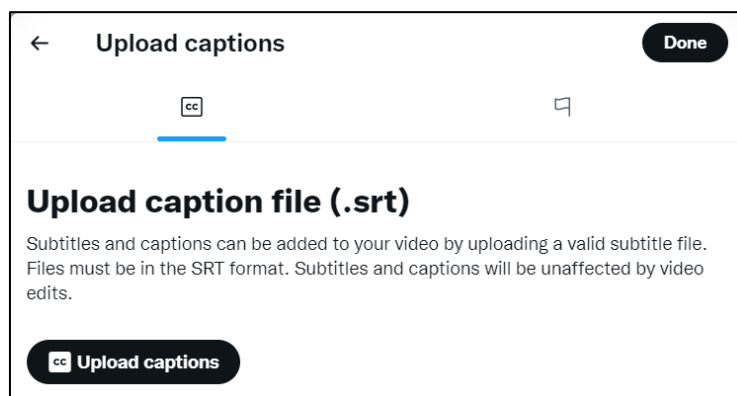 Upload captions
Done
CC
Upload caption file (.srt)
Subtitles and captions can be added to your video by uploading a valid subtitle file.
Files must be in the SRT format. Subtitles and captions will be unaffected by video
edits.
CC Upload captions